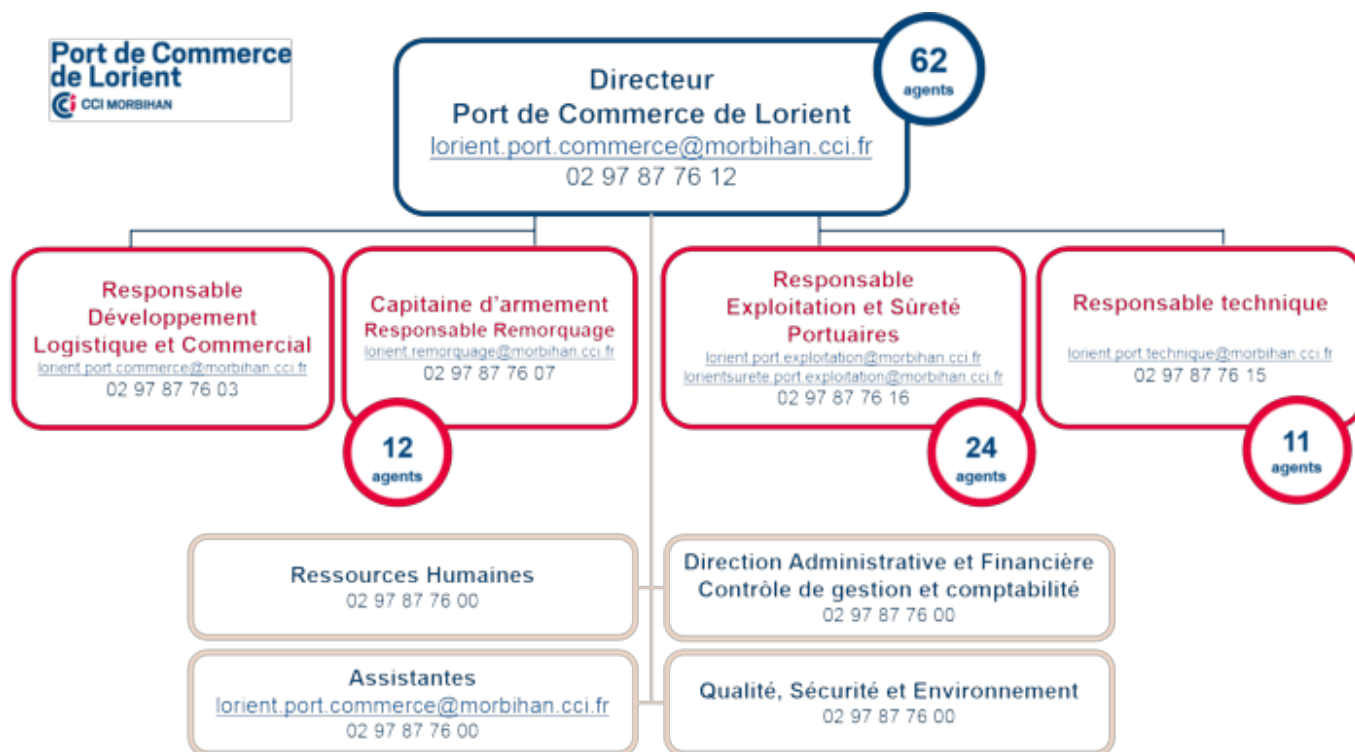 Port de Commerce
de Lorient
CCI MORBIHAN
62
agents
Directeur
Port de Commerce de Lorient
lorient.port.commerce@morbihan.cci.fr
02 97 87 76 12
Responsable
Développement
Logistique et Commercial
lorient.port.commerce@morbihan.cci.fr
02 97 87 76 03
Capitaine d'armement
Responsable Remorquage
lorient.remorquage@morbihan.cci.fr
02 97 87 76 07
12
agents
Responsable
Exploitation et Sûreté
Portuaires
lorient.port.exploitation@morbihan.cci.fr
lorientsurete.port.exploitation@morbihan.cci.fr
02 97 87 76 16
24
agents
Responsable technique
lorient.port.technique@morbihan.cci.fr
02 97 87 76 15
11
agents
Ressources Humaines
02 97 87 76 00
Direction Administrative et Financière
Contrôle de gestion et comptabilité
02 97 87 76 00
Assistantes
lorient.port.commerce@morbihan.cci.fr
02 97 87 76 00
Qualité, Sécurité et Environnement
02 97 87 76 00